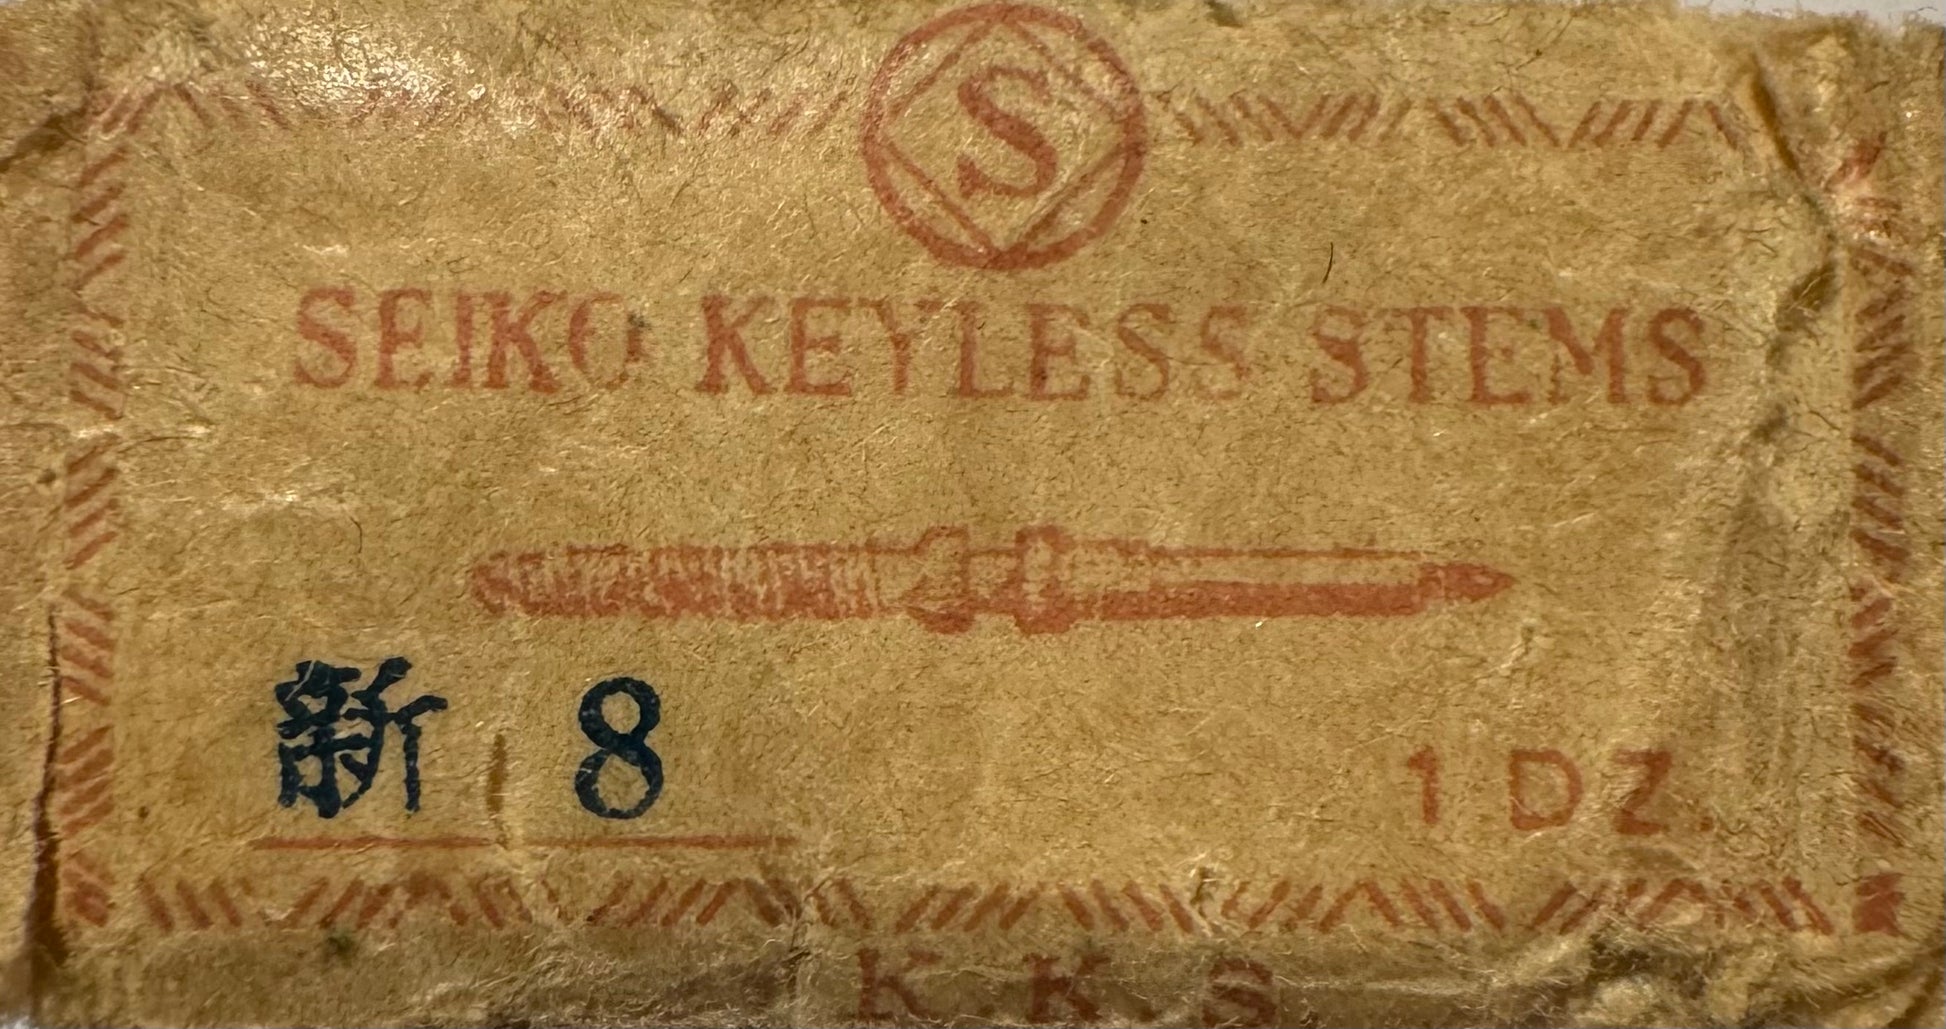 S
SEIKO KEYLESS STEMS
新 8
1 DZ.
K. K. S